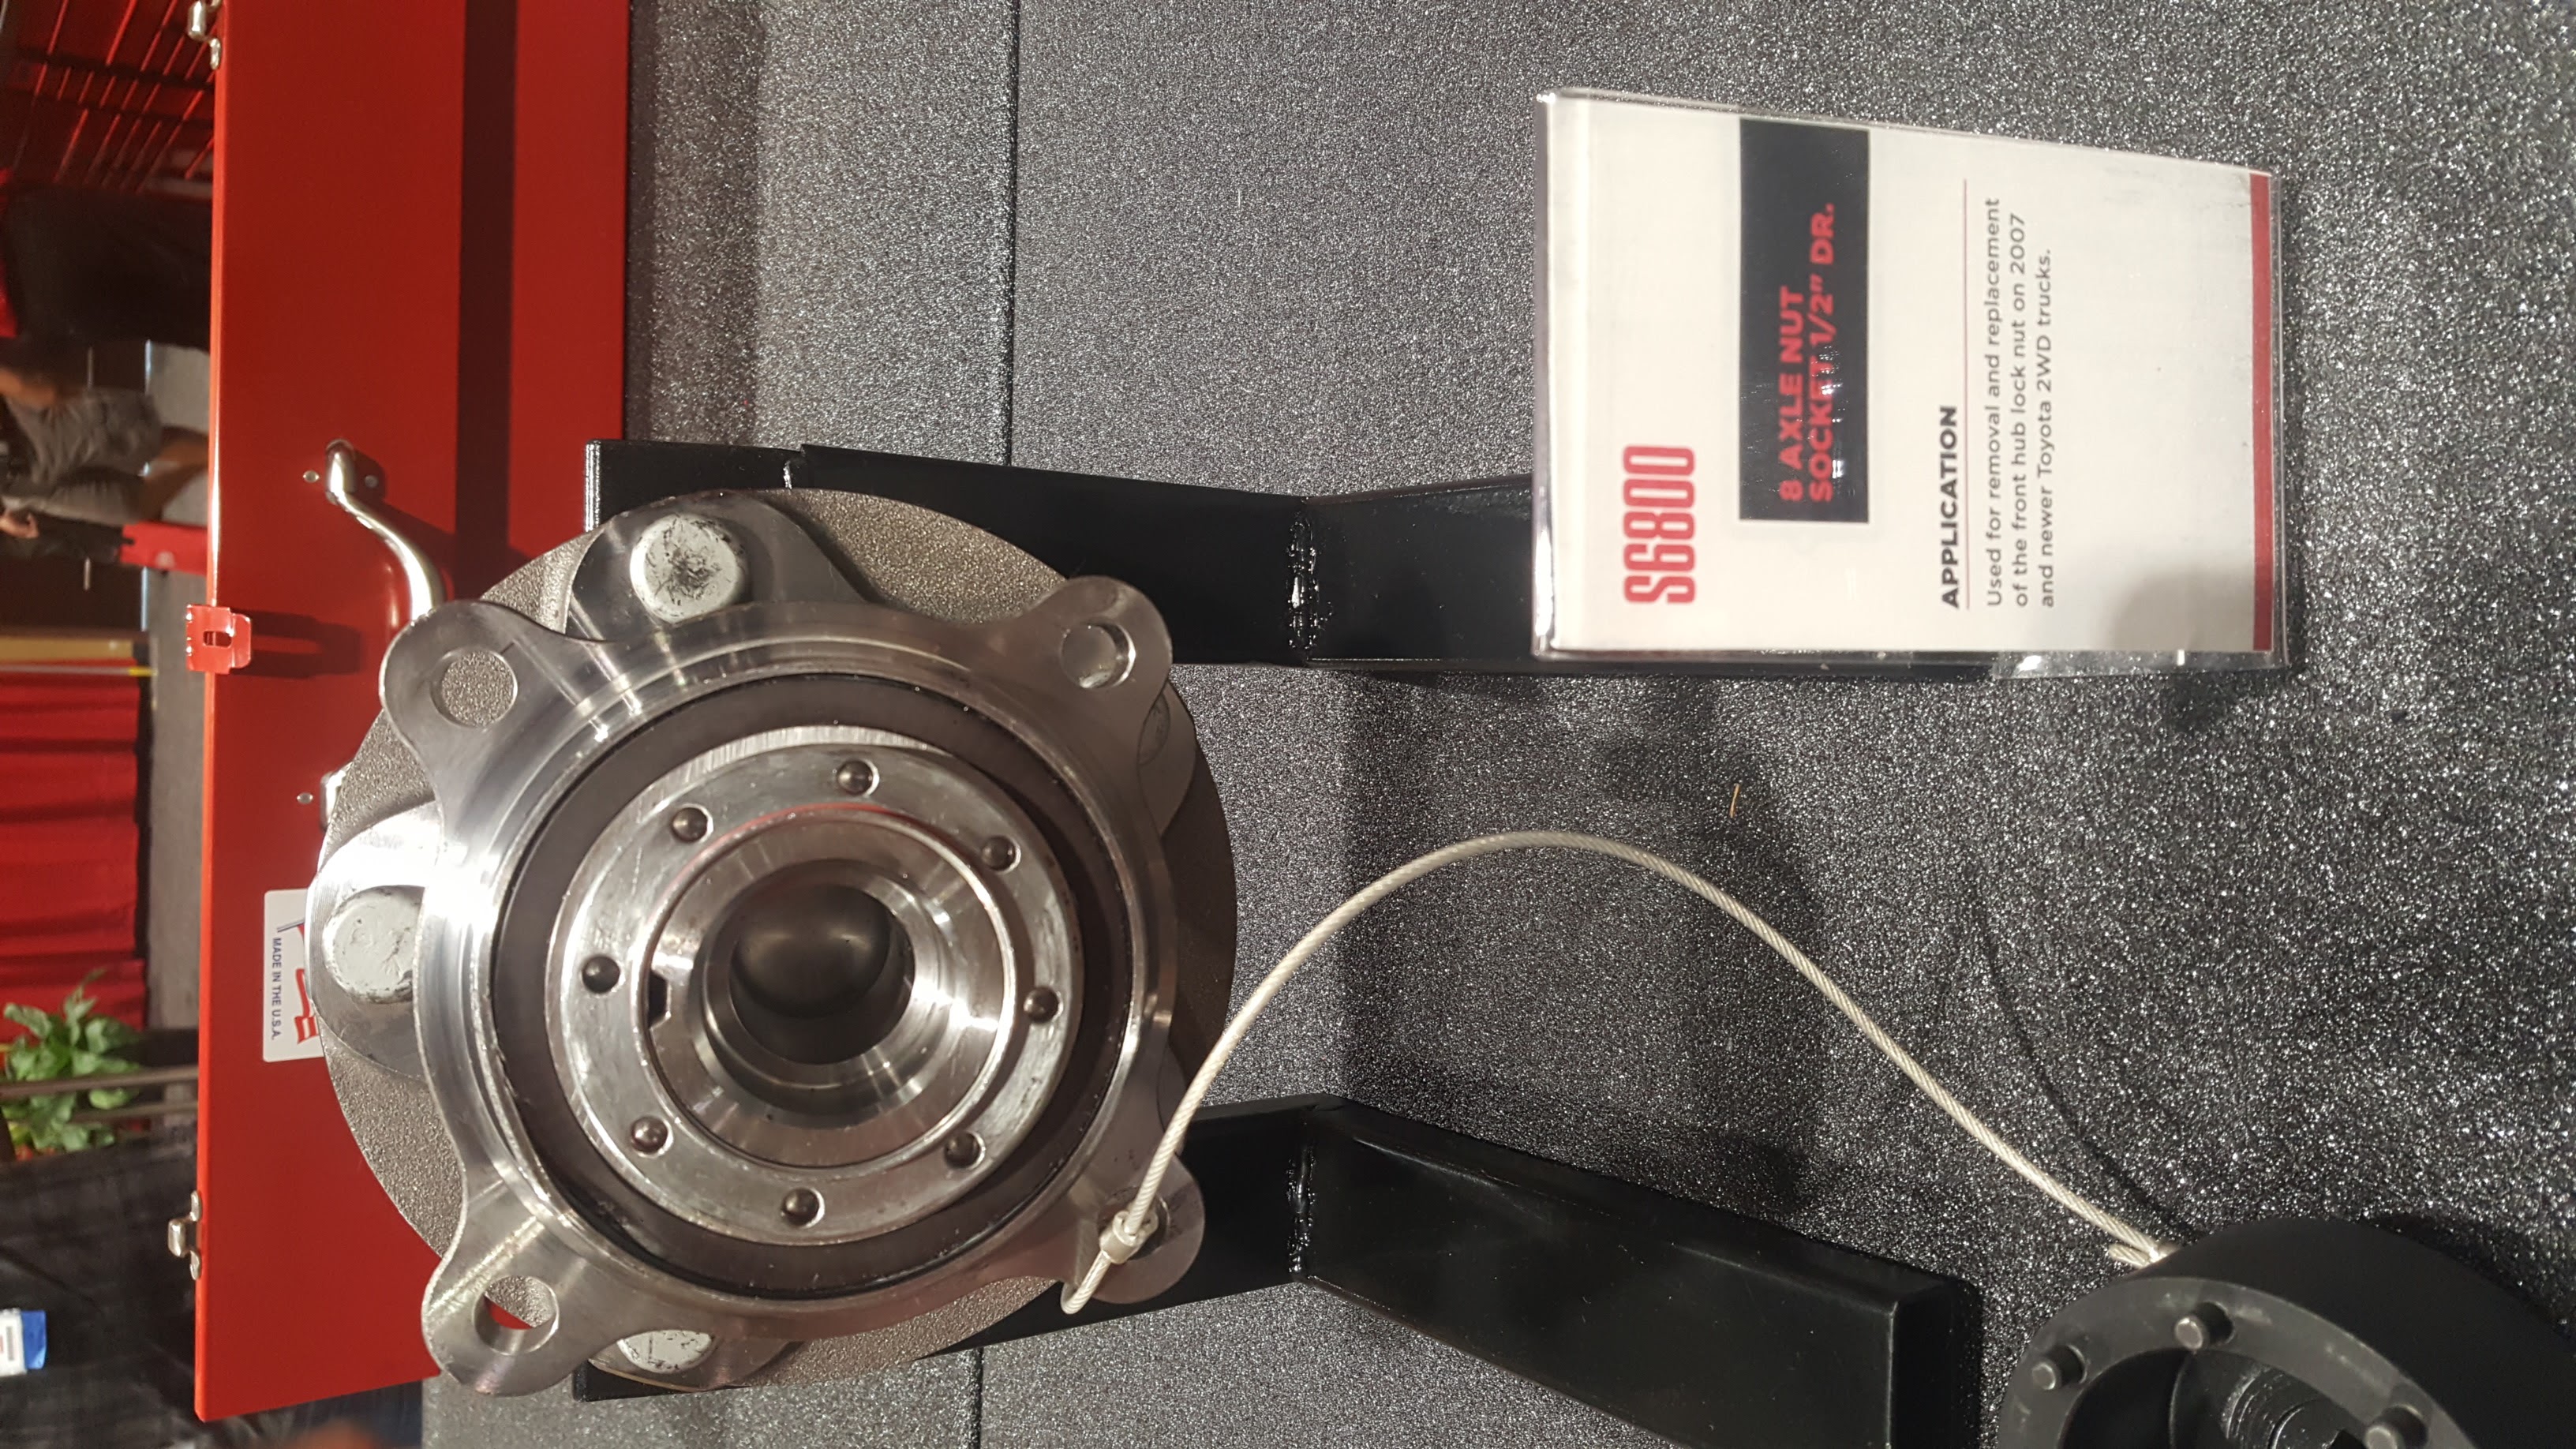 MADE IN THE U.S.A.
S6800
8 AXLE NUT
SOCKET 1/2" DR.
APPLICATION
Used for removal and replacement
of the front hub lock nut on 2007
and newer Toyota 2WD trucks.